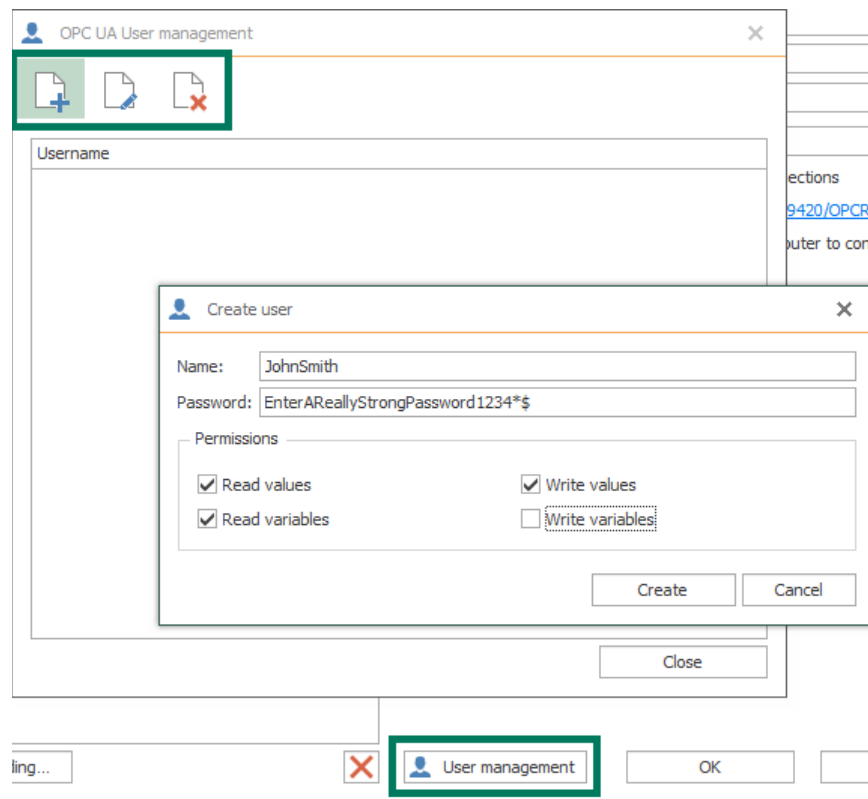 OPC UA User management
Username
ections
9420/OPCR
outer to con
Create user
Name: JohnSmith
Password: EnterAReallyStrongPassword1234*$
Permissions
Read values Write values
Read variables Write variables
Create Cancel
Close
ding... User management OK